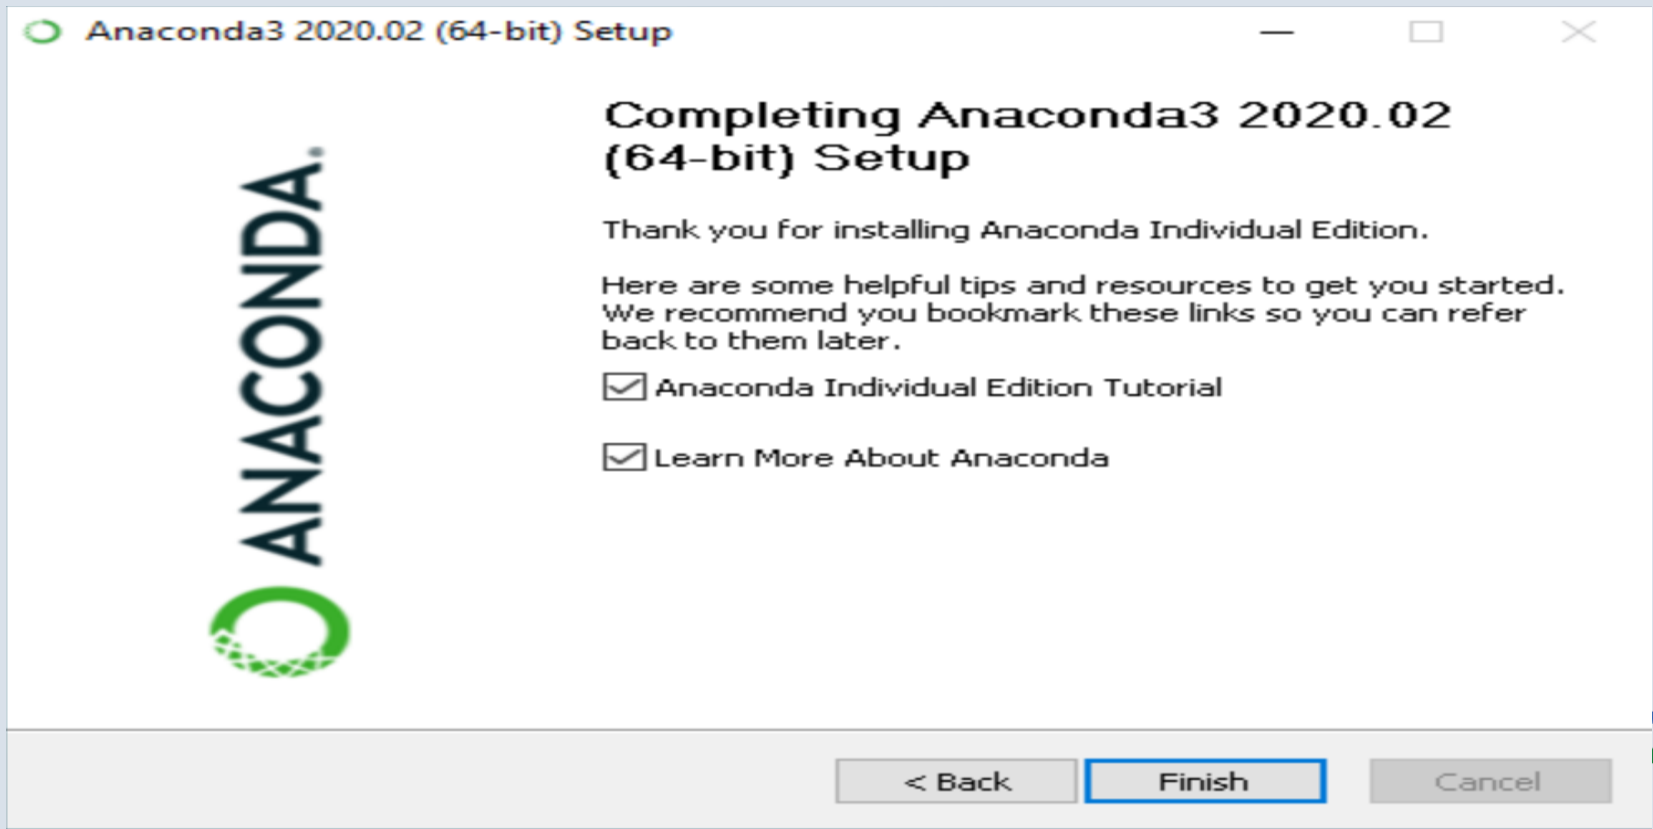 Anaconda3 2020.02 (64-bit) Setup
Completing Anaconda3 2020.02
(64-bit) Setup
Thank you for installing Anaconda Individual Edition.
Here are some helpful tips and resources to get you started.
We recommend you bookmark these links so you can refer
back to them later.
Anaconda Individual Edition Tutorial
Learn More About Anaconda
ANACONDA.
< Back
Finish
Cancel